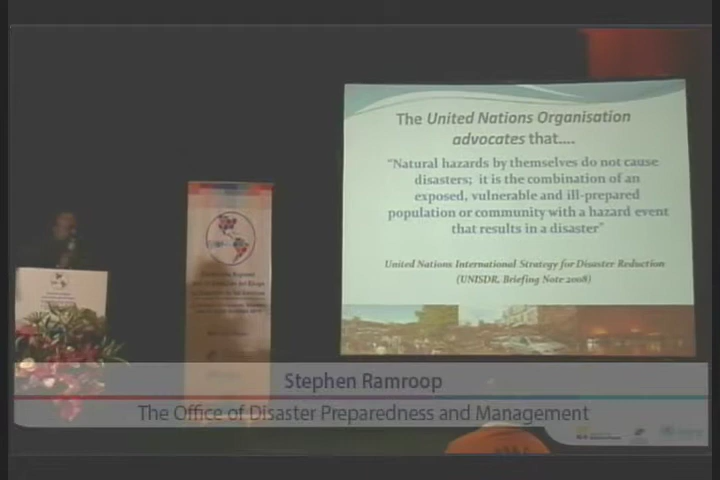 The United Nations Organisation
advocates that....
“Natural hazards by themselves do not cause
disasters; it is the combination of an
exposed, vulnerable and ill-prepared
population or community with a hazard event
that results in a disaster”
United Nations International Strategy for Disaster Reduction
(UNISDR, Briefing Note 2008)
Stephen Ramroop
The Office of Disaster Preparedness and Management